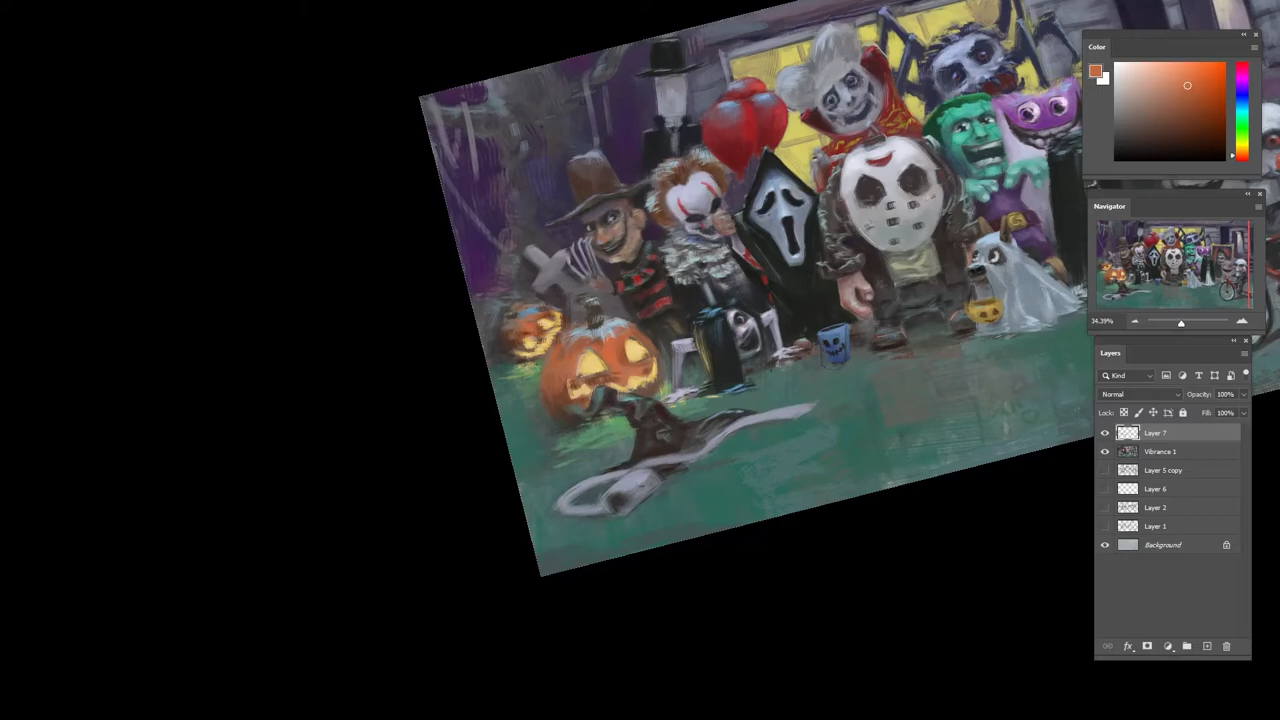 Color
Navigator
34.39%
Layers
Kind
Normal
Opacity: 100%
Lock:
Fill: 100%
Layer 7
Vibrance 1
Layer 5 copy
Layer 6
Layer 2
Layer 1
Background
fx